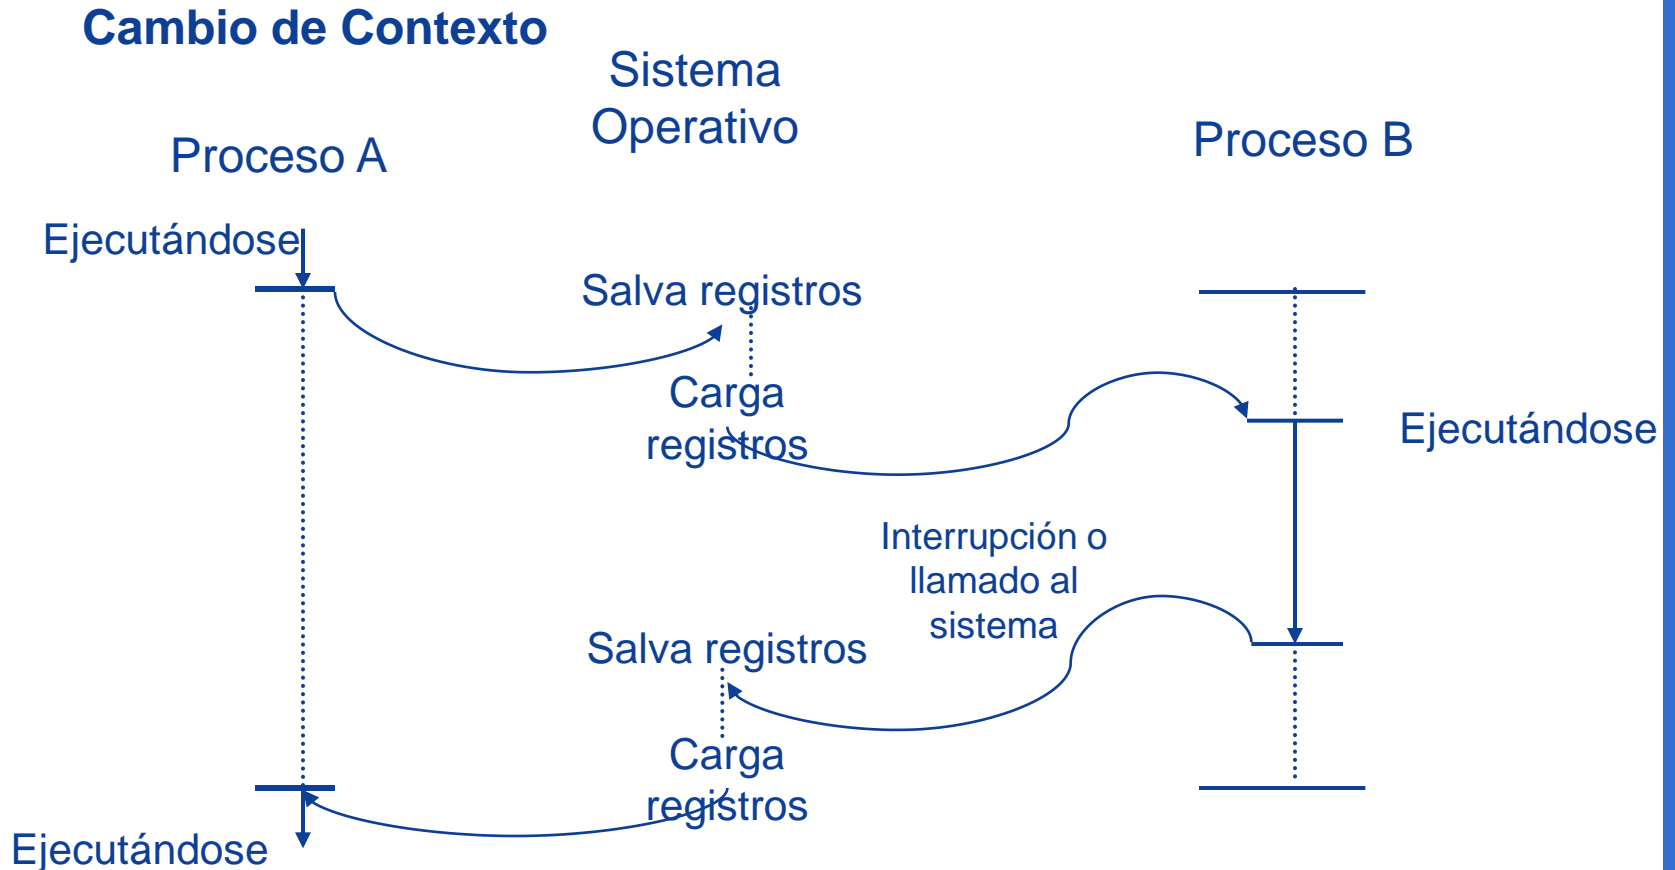 Cambio de Contexto
Sistema
Operativo
Proceso A
Proceso B
Ejecutándose
Salva registros
Carga
registros
Ejecutándose
Interrupción o
llamado al
sistema
Salva registros
Carga
registros
Ejecutándose